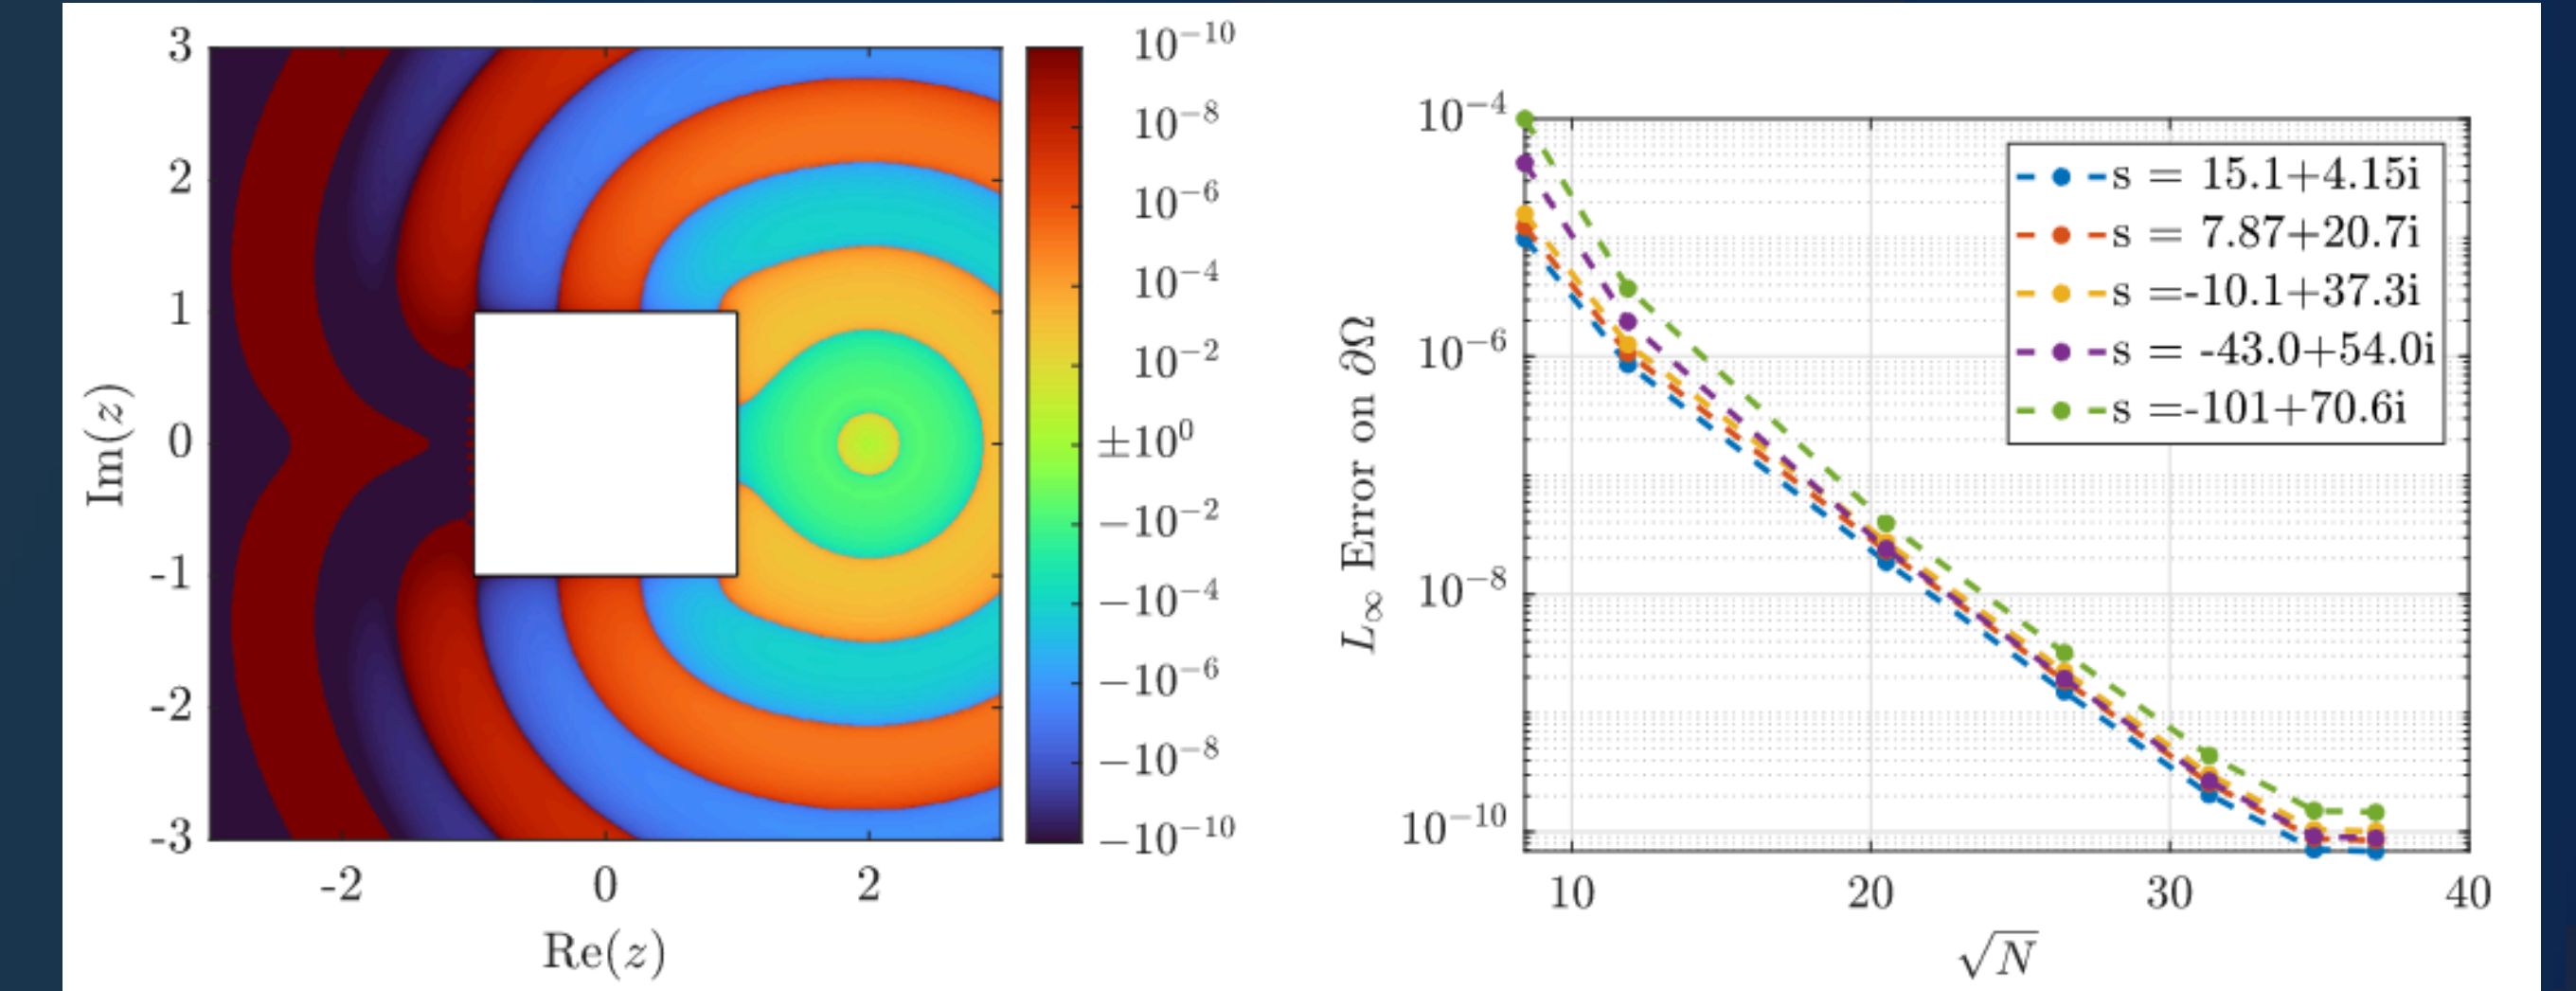 3
2
1
0
-1
-2
-3
Im(z)
-2 0 2
Re(z)
10⁻¹⁰
10⁻⁸
10⁻⁶
10⁻⁴
10⁻²
±10⁰
−10⁻²
−10⁻⁴
−10⁻⁶
−10⁻⁸
−10⁻¹⁰
10⁻⁴
10⁻⁶
10⁻⁸
10⁻¹⁰
L∞ Error on ∂Ω
s = 15.1+4.15i
s = 7.87+20.7i
s =-10.1+37.3i
s = -43.0+54.0i
s =-101+70.6i
10 20 30 40
√N